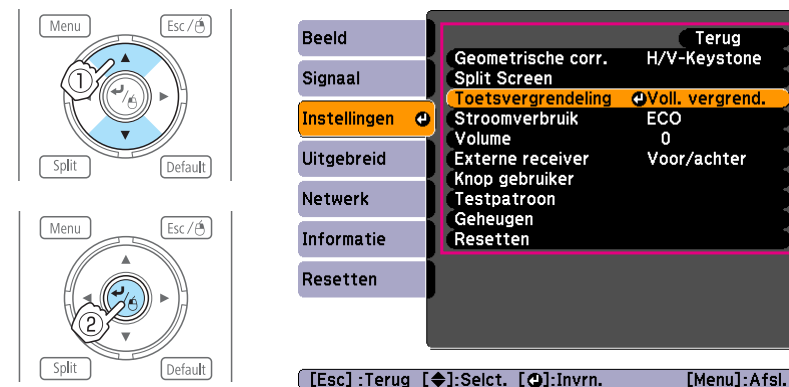 Menu Esc/
1
Split Default
Menu Esc/
2
Split Default
Beeld
Signaal
Instellingen
Uitgebreid
Netwerk
Informatie
Resetten
Terug
Geometrische corr. H/V-Keystone
Split Screen
Toetsvergrendeling Voll. vergrend.
Stroomverbruik ECO
Volume 0
Externe receiver Voor/achter
Knop gebruiker
Testpatroon
Geheugen
Resetten
[Esc] :Terug [◆]:Selct. [⏎]:Invrn. [Menu]:Afsl.